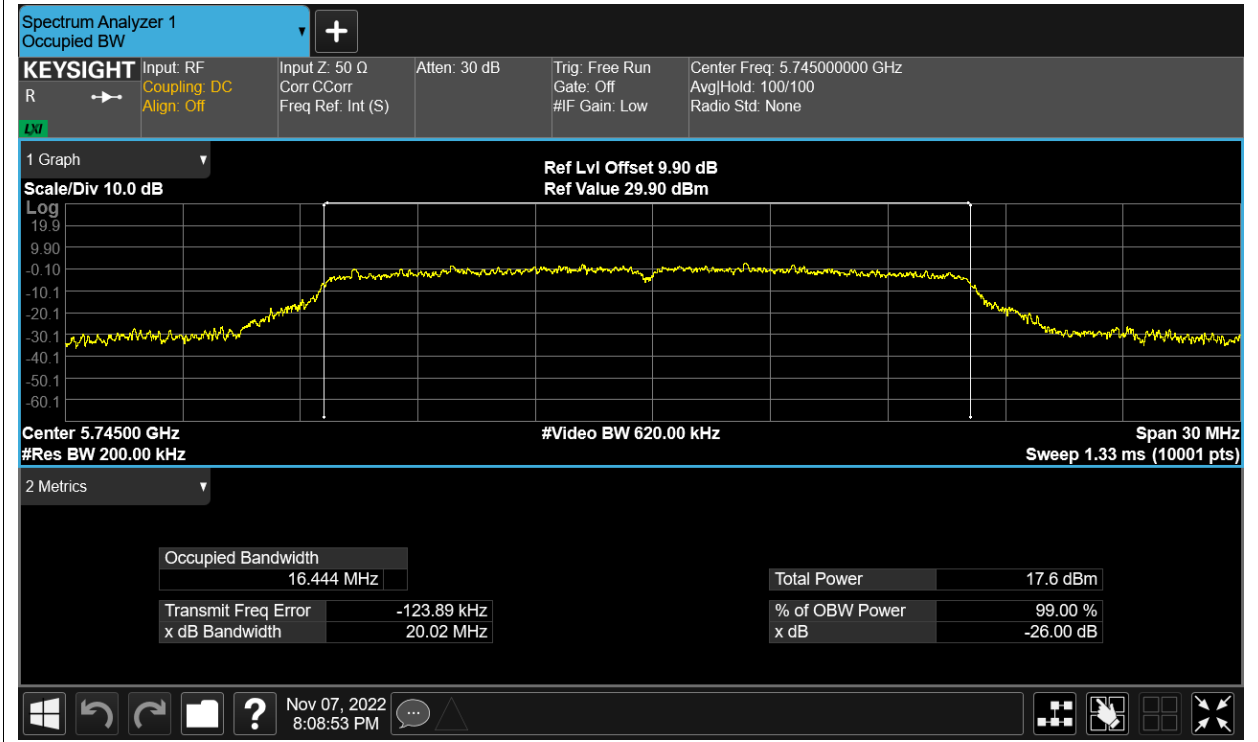 Spectrum Analyzer 1
Occupied BW
KEYSIGHT
R
LXI
Input: RF
Coupling: DC
Align: Off
Input Z: 50 Ω
Corr CCorr
Freq Ref: Int (S)
Atten: 30 dB
Trig: Free Run
Gate: Off
#IF Gain: Low
Center Freq: 5.745000000 GHz
Avg|Hold: 100/100
Radio Std: None
1 Graph
Ref Lvl Offset 9.90 dB
Scale/Div 10.0 dB
Ref Value 29.90 dBm
Log
19.9
9.90
-0.10
-10.1
-20.1
-30.1
-40.1
-50.1
-60.1
Center 5.74500 GHz
#Video BW 620.00 kHz
Span 30 MHz
#Res BW 200.00 kHz
Sweep 1.33 ms (10001 pts)
2 Metrics
Occupied Bandwidth
16.444 MHz
Total Power 17.6 dBm
Transmit Freq Error -123.89 kHz
% of OBW Power 99.00 %
x dB Bandwidth 20.02 MHz
x dB -26.00 dB
?
Nov 07, 2022
8:08:53 PM